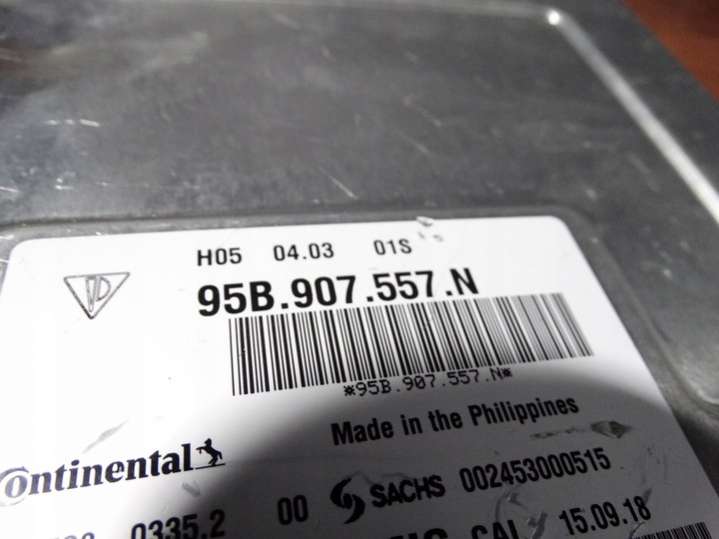 H05 04.03 01S
95B.907.557.N
*95B.907.557.N*
Made in the Philippines
Continental
SACHS 002453000515
0335.2 00
CAL 15.09.18